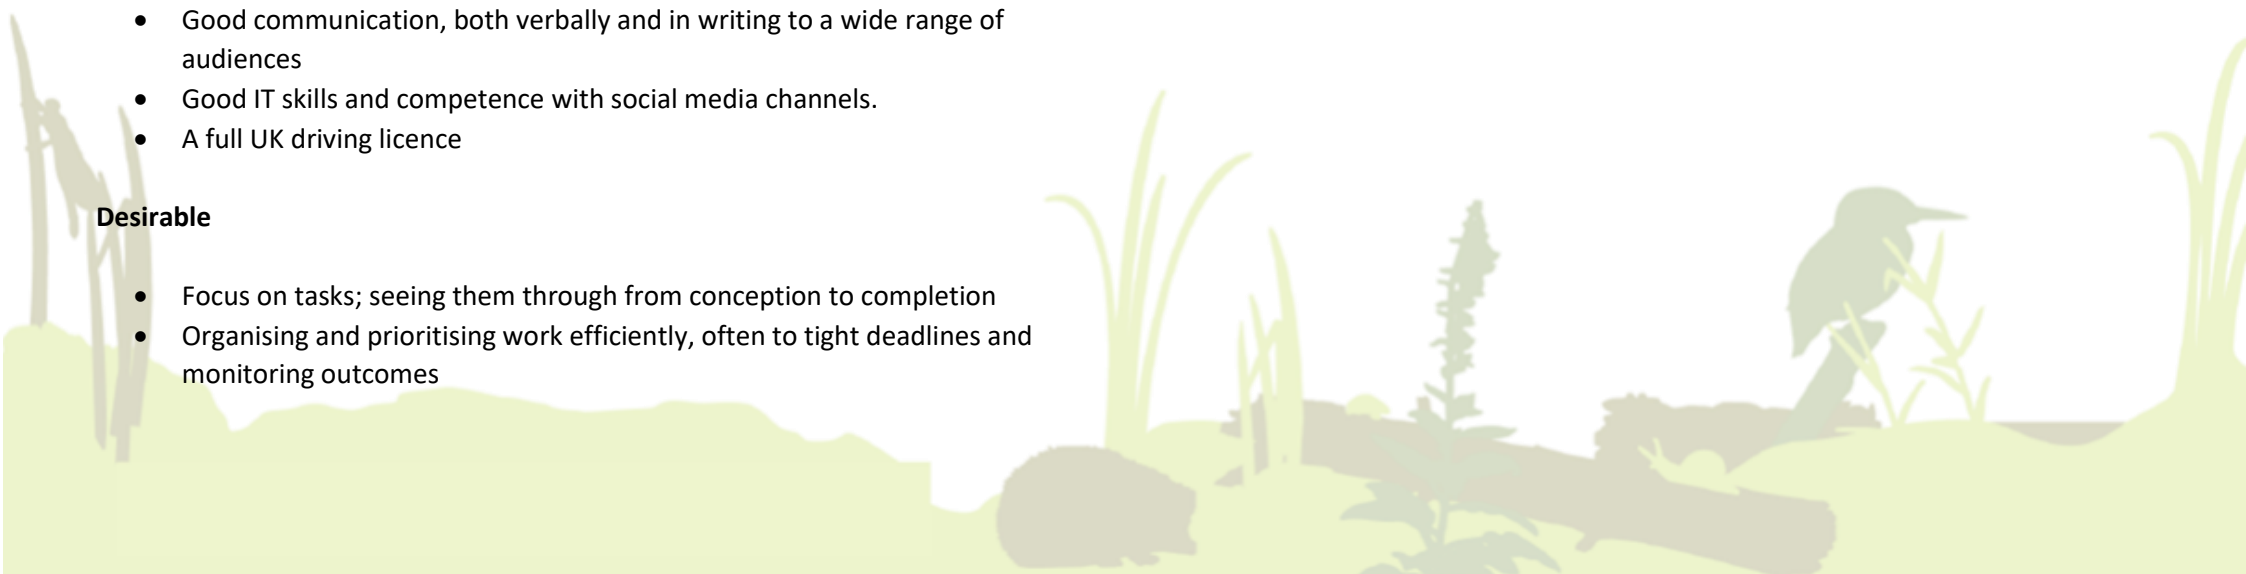 • Good communication, both verbally and in writing to a wide range of
audiences
• Good IT skills and competence with social media channels.
• A full UK driving licence
Desirable
• Focus on tasks; seeing them through from conception to completion
• Organising and prioritising work efficiently, often to tight deadlines and
monitoring outcomes